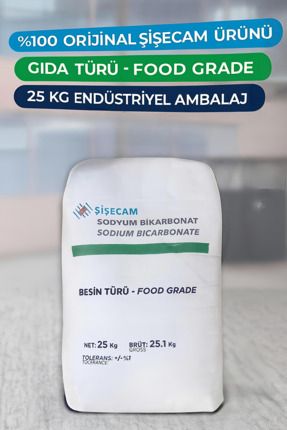 %100 ORİJİNAL ŞİŞECAM ÜRÜNÜ
GIDA TÜRÜ - FOOD GRADE
25 KG ENDÜSTRİYEL AMBALAJ
ŞİŞECAM
SODYUM BİKARBONAT
SODIUM BICARBONATE
BESİN TÜRÜ - FOOD GRADE
NET: 25 Kg BRÜT: 25.1 Kg
GROSS
TOLERANS: +/- %1
TOLERANCE: